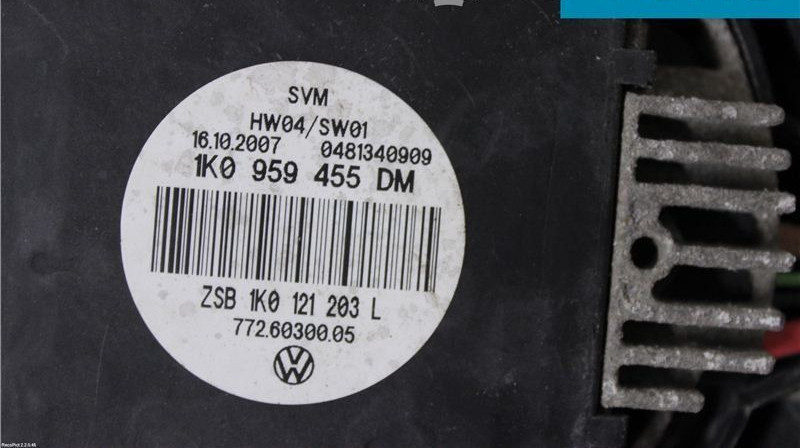 SVM
HW04/SW01
16.10.2007 0481340909
1K0 959 455 DM
ZSB 1K0 121 203 L
772.60300.05
VW